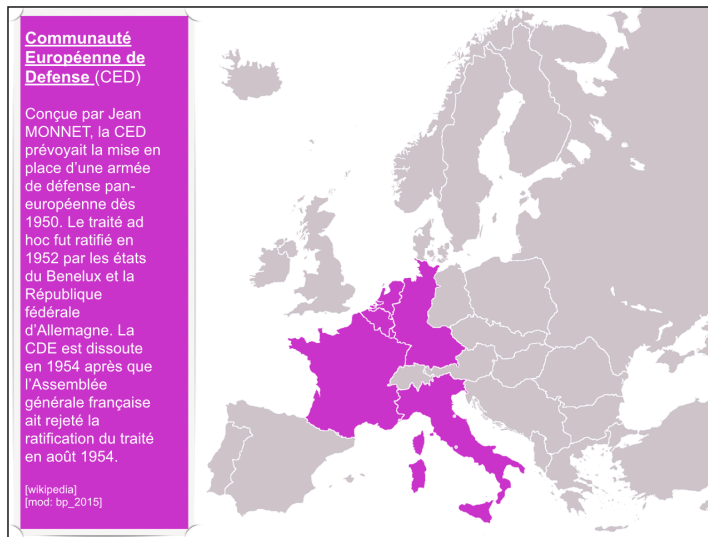 Communauté
Européenne de
Defense (CED)
Conçue par Jean
MONNET, la CED
prévoyait la mise en
place d’une armée
de défense pan-
européenne dès
1950. Le traité ad
hoc fut ratifié en
1952 par les états
du Benelux et la
République
fédérale
d’Allemagne. La
CDE est dissoute
en 1954 après que
l’Assemblée
générale française
ait rejeté la
ratification du traité
en août 1954.
[wikipedia]
[mod: bp_2015]